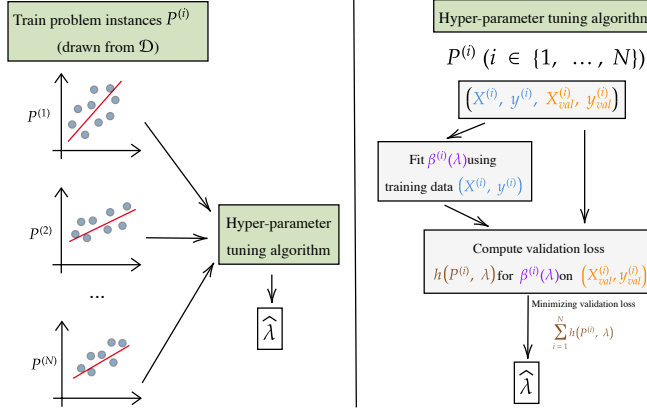 Train problem instances P^(i)
(drawn from 𝒟)
P^(1)
P^(2)
...
P^(N)
Hyper-parameter
tuning algorithm
λ̂
Hyper-parameter tuning algorithm
P^(i) (i ∈ {1, …, N})
(X^(i), y^(i), X_val^(i), y_val^(i))
Fit β^(i)(λ)using
training data (X^(i), y^(i))
Compute validation loss
h(P^(i), λ)for β^(i)(λ)on (X_val^(i), y_val^(i))
Minimizing validation loss
∑_{i = 1}^{N} h(P^(i), λ)
λ̂